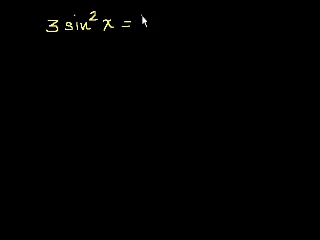 3 sin² x =